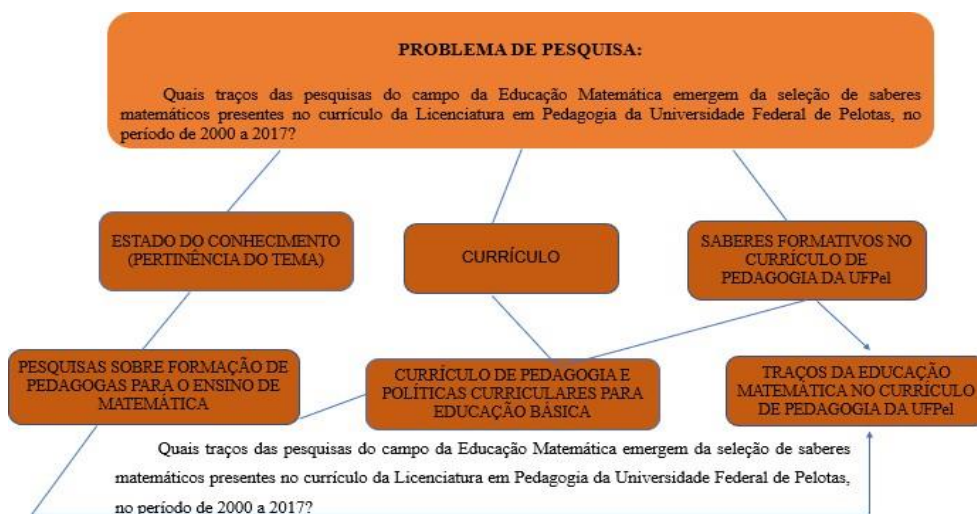 PROBLEMA DE PESQUISA:
Quais traços das pesquisas do campo da Educação Matemática emergem da seleção de saberes
matemáticos presentes no currículo da Licenciatura em Pedagogia da Universidade Federal de Pelotas, no
período de 2000 a 2017?
ESTADO DO CONHECIMENTO
(PERTINÊNCIA DO TEMA)
CURRÍCULO
SABERES FORMATIVOS NO
CURRÍCULO DE
PEDAGOGIA DA UFPel
PESQUISAS SOBRE FORMAÇÃO DE
PEDAGOGAS PARA O ENSINO DE
MATEMÁTICA
CURRÍCULO DE PEDAGOGIA E
POLÍTICAS CURRICULARES PARA
EDUCAÇÃO BÁSICA
TRAÇOS DA EDUCAÇÃO
MATEMÁTICA NO CURRÍCULO
DE PEDAGOGIA DA UFPel
Quais traços das pesquisas do campo da Educação Matemática emergem da seleção de saberes
matemáticos presentes no currículo da Licenciatura em Pedagogia da Universidade Federal de Pelotas,
no período de 2000 a 2017?